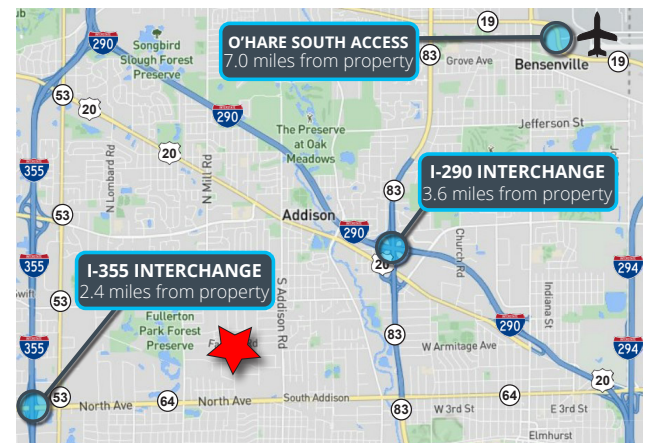 19
290
Songbird
Slough Forest
Preserve
O'HARE SOUTH ACCESS
7.0 miles from property
83
Grove Ave
Bensenville
19
53
20
290
Jefferson St
The Preserve
at Oak
Meadows
355
N Lombard Rd
N Mill Rd
20
I-290 INTERCHANGE
3.6 miles from property
83
53
Addison
290
20
Church Rd
I-355 INTERCHANGE
2.4 miles from property
355
294
53
S Addison Rd
Indiana St
Fullerton
Park Forest
Preserve
290
83
355
W Armitage Ave
294
20
53
North Ave
64
North Ave
South Addison
64
83
W 3rd St
E 3rd St
Elmhurst